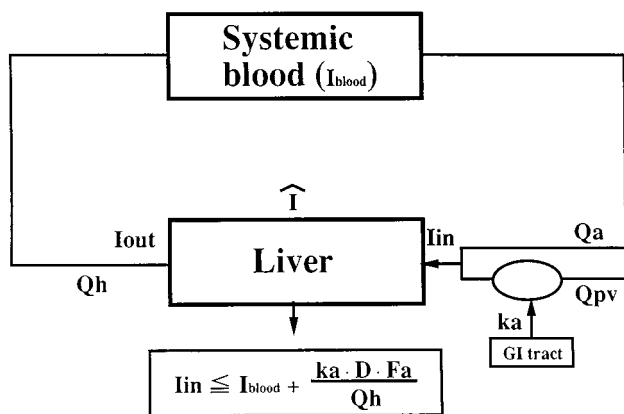 Systemic
blood (Iblood)
Î
Iout
Iin
Qa
Liver
Qh
Qpv
ka
GI tract
Iin ≦ Iblood + ka · D · Fa / Qh